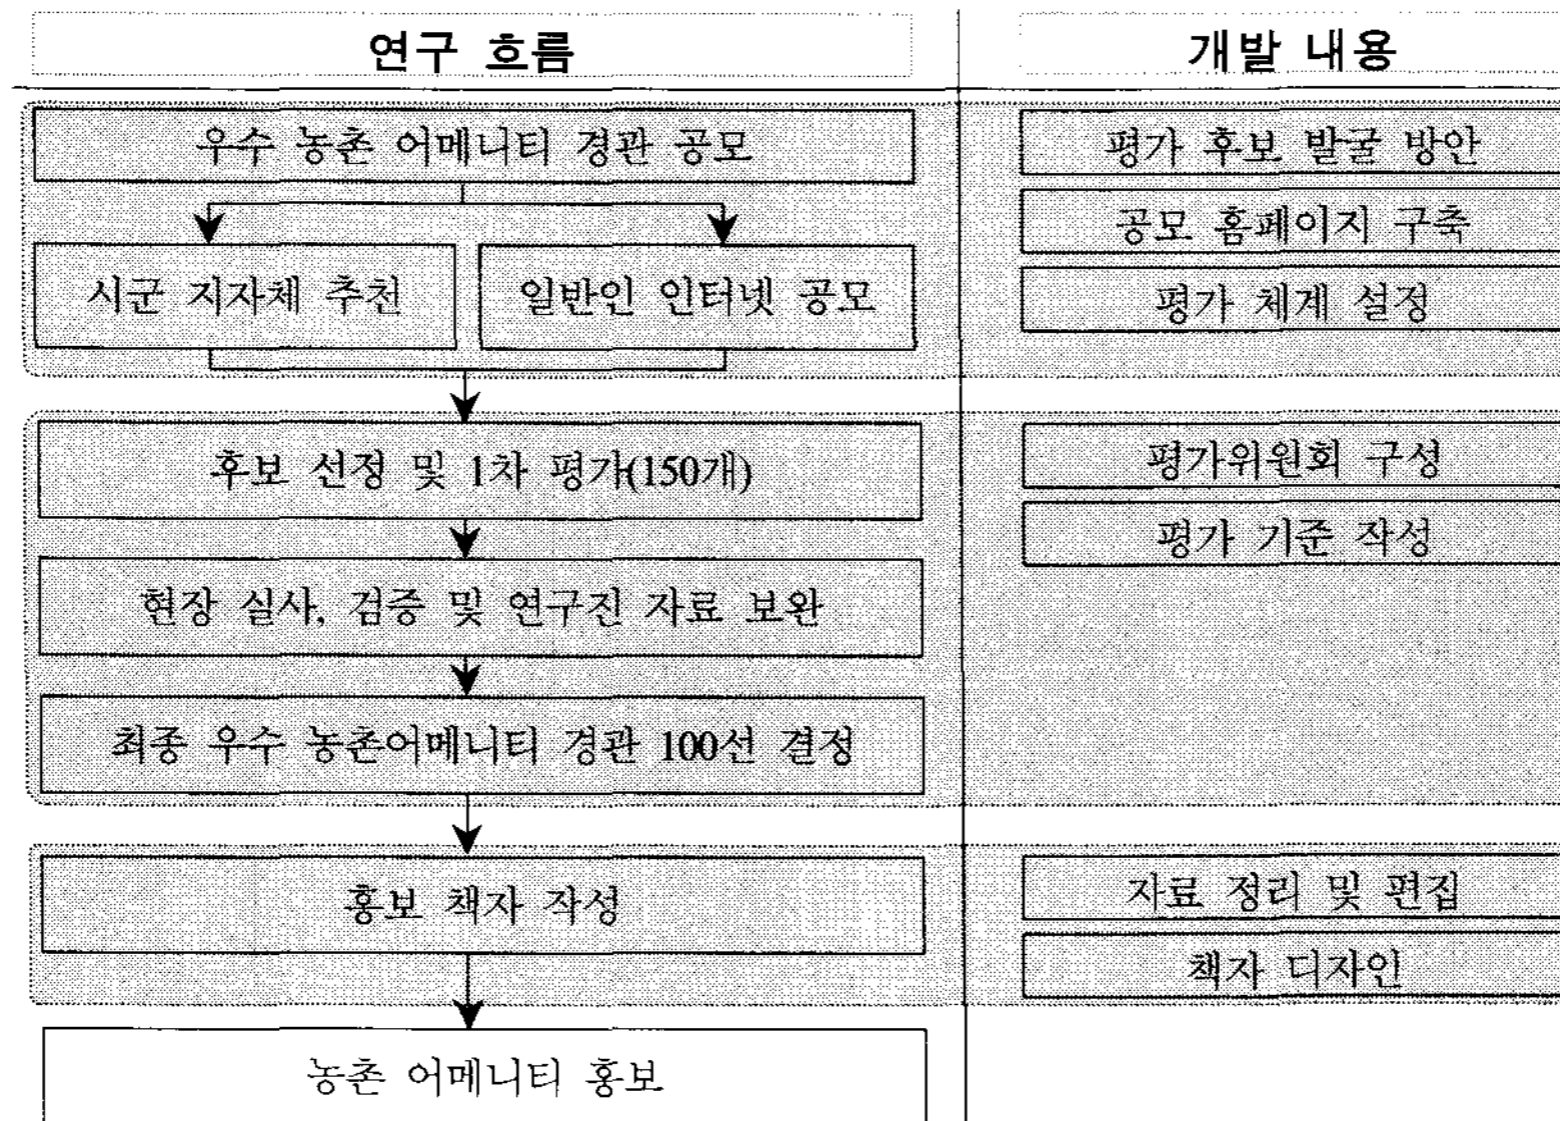 연구 흐름
개발 내용
우수 농촌 어메니티 경관 공모
시군 지자체 추천
일반인 인터넷 공모
평가 후보 발굴 방안
공모 홈페이지 구축
평가 체계 설정
후보 선정 및 1차 평가(150개)
현장 실사, 검증 및 연구진 자료 보완
최종 우수 농촌어메니티 경관 100선 결정
평가위원회 구성
평가 기준 작성
홍보 책자 작성
자료 정리 및 편집
책자 디자인
농촌 어메니티 홍보